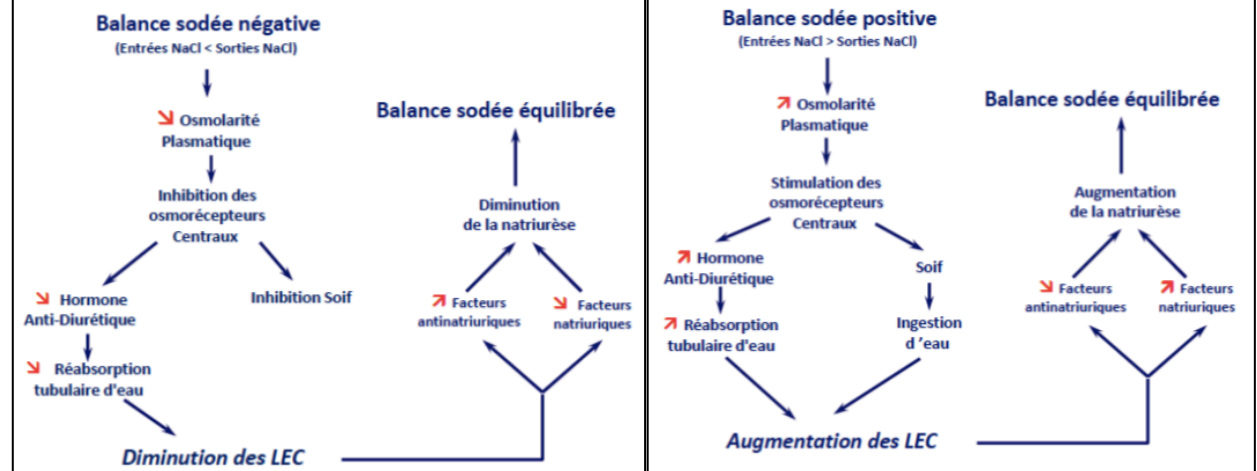 Balance sodée négative
(Entrées NaCl < Sorties NaCl)
↘ Osmolarité
Plasmatique
Inhibition des
osmorécepteurs
Centraux
↘ Hormone
Anti-Diurétique
Inhibition Soif
↘ Réabsorption
tubulaire d'eau
Diminution des LEC
Balance sodée équilibrée
Diminution
de la natriurèse
↗ Facteurs
antinatriuriques
↘ Facteurs
natriuriques
Balance sodée positive
(Entrées NaCl > Sorties NaCl)
↗ Osmolarité
Plasmatique
Stimulation des
osmorécepteurs
Centraux
↗ Hormone
Anti-Diurétique
Soif
↗ Réabsorption
tubulaire d'eau
Ingestion
d 'eau
Augmentation des LEC
Balance sodée équilibrée
Augmentation
de la natriurèse
↘ Facteurs
antinatriuriques
↗ Facteurs
natriuriques